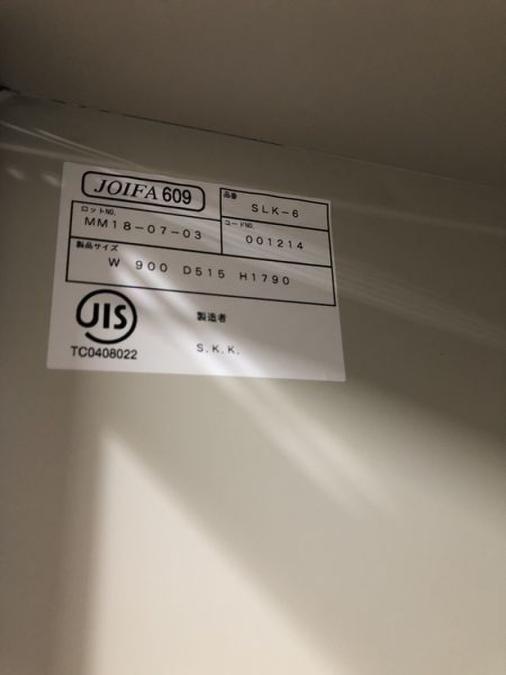 JOIFA 609
品番
SLK-6
ロットNO.
MM18-07-03
コードNO.
001214
製品サイズ
W 900 D515 H1790
JIS
TC0408022
製造者
S.K.K.